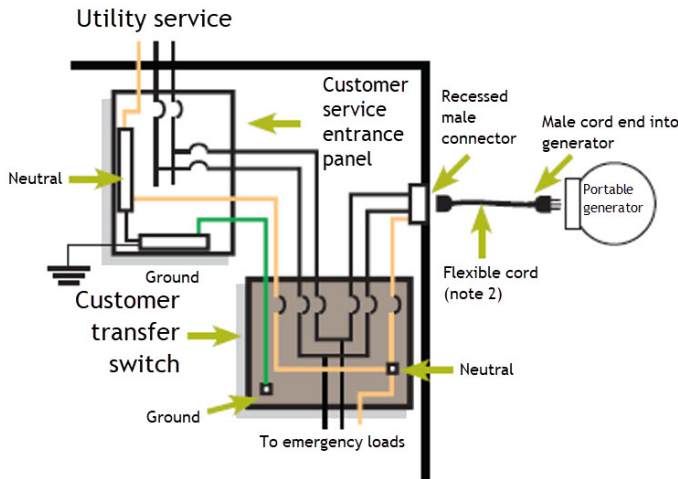 Utility service
Customer
service
entrance
panel
Recessed
male
connector
Male cord end into
generator
Neutral
Portable
generator
Ground
Flexible cord
(note 2)
Customer
transfer
switch
Neutral
Ground
To emergency loads